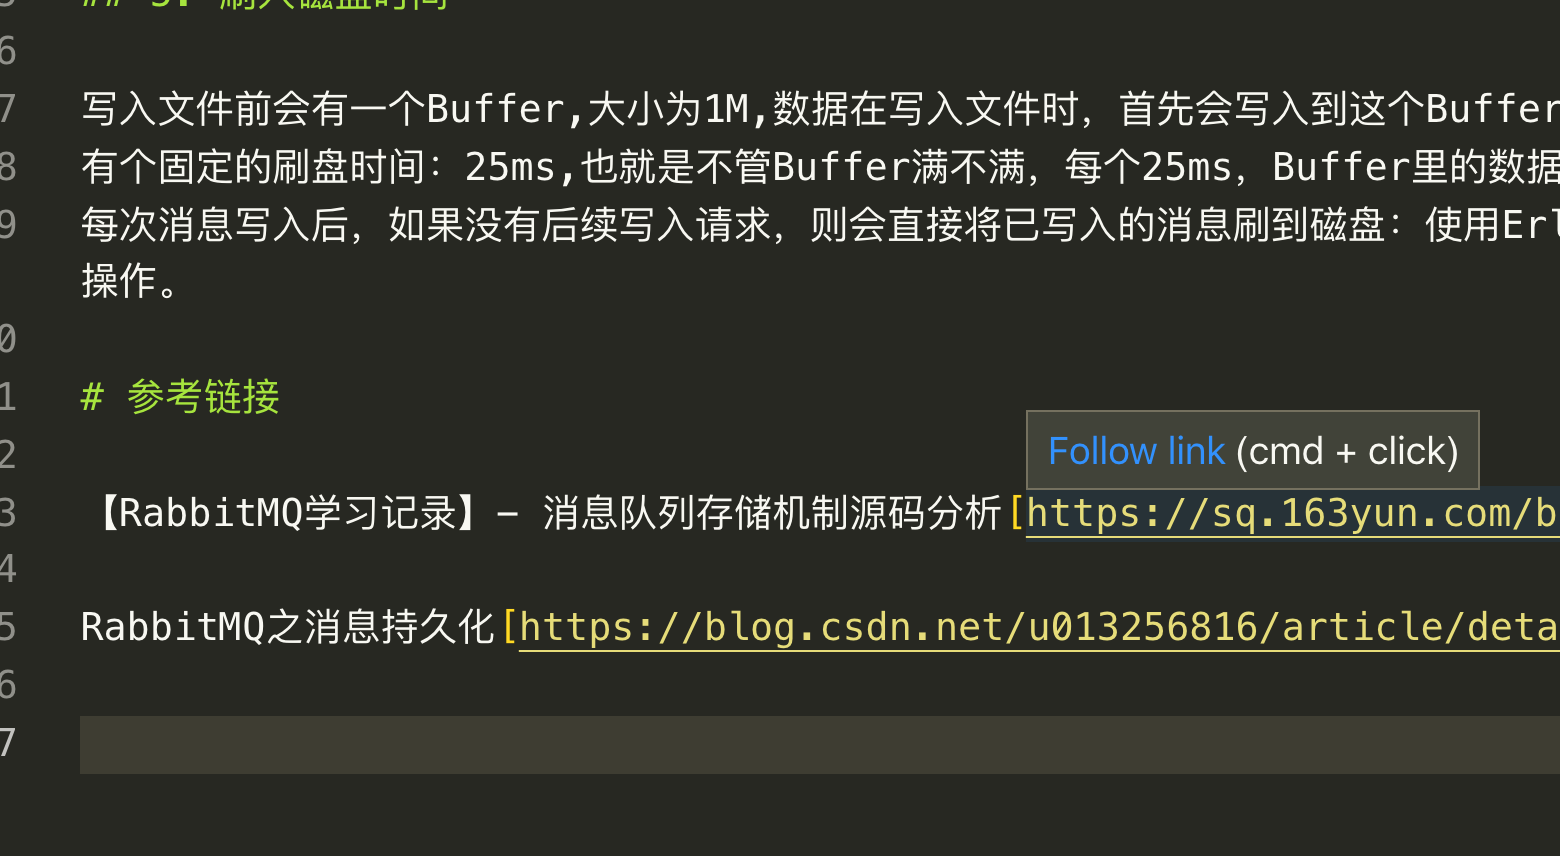 6
7 写入文件前会有一个Buffer,大小为1M,数据在写入文件时，首先会写入到这个Buffer
8 有个固定的刷盘时间：25ms,也就是不管Buffer满不满，每个25ms，Buffer里的数据
9 每次消息写入后，如果没有后续写入请求，则会直接将已写入的消息刷到磁盘：使用Erl
操作。
0
1 # 参考链接
2
Follow link (cmd + click)
3 【RabbitMQ学习记录】- 消息队列存储机制源码分析[https://sq.163yun.com/b
4
5 RabbitMQ之消息持久化[https://blog.csdn.net/u013256816/article/deta
6
7